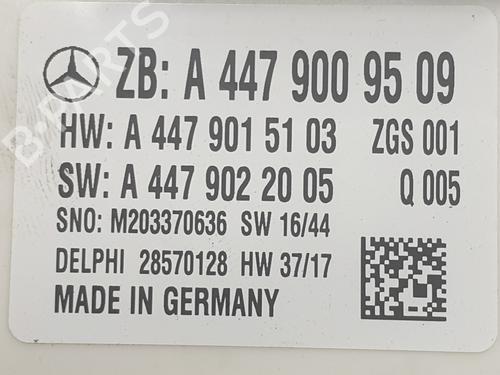 ZB: A 447 900 95 09
HW: A 447 901 51 03 ZGS 001
SW: A 447 902 20 05 Q 005
SNO: M203370636 SW 16/44
DELPHI 28570128 HW 37/17
MADE IN GERMANY
B-PARTS